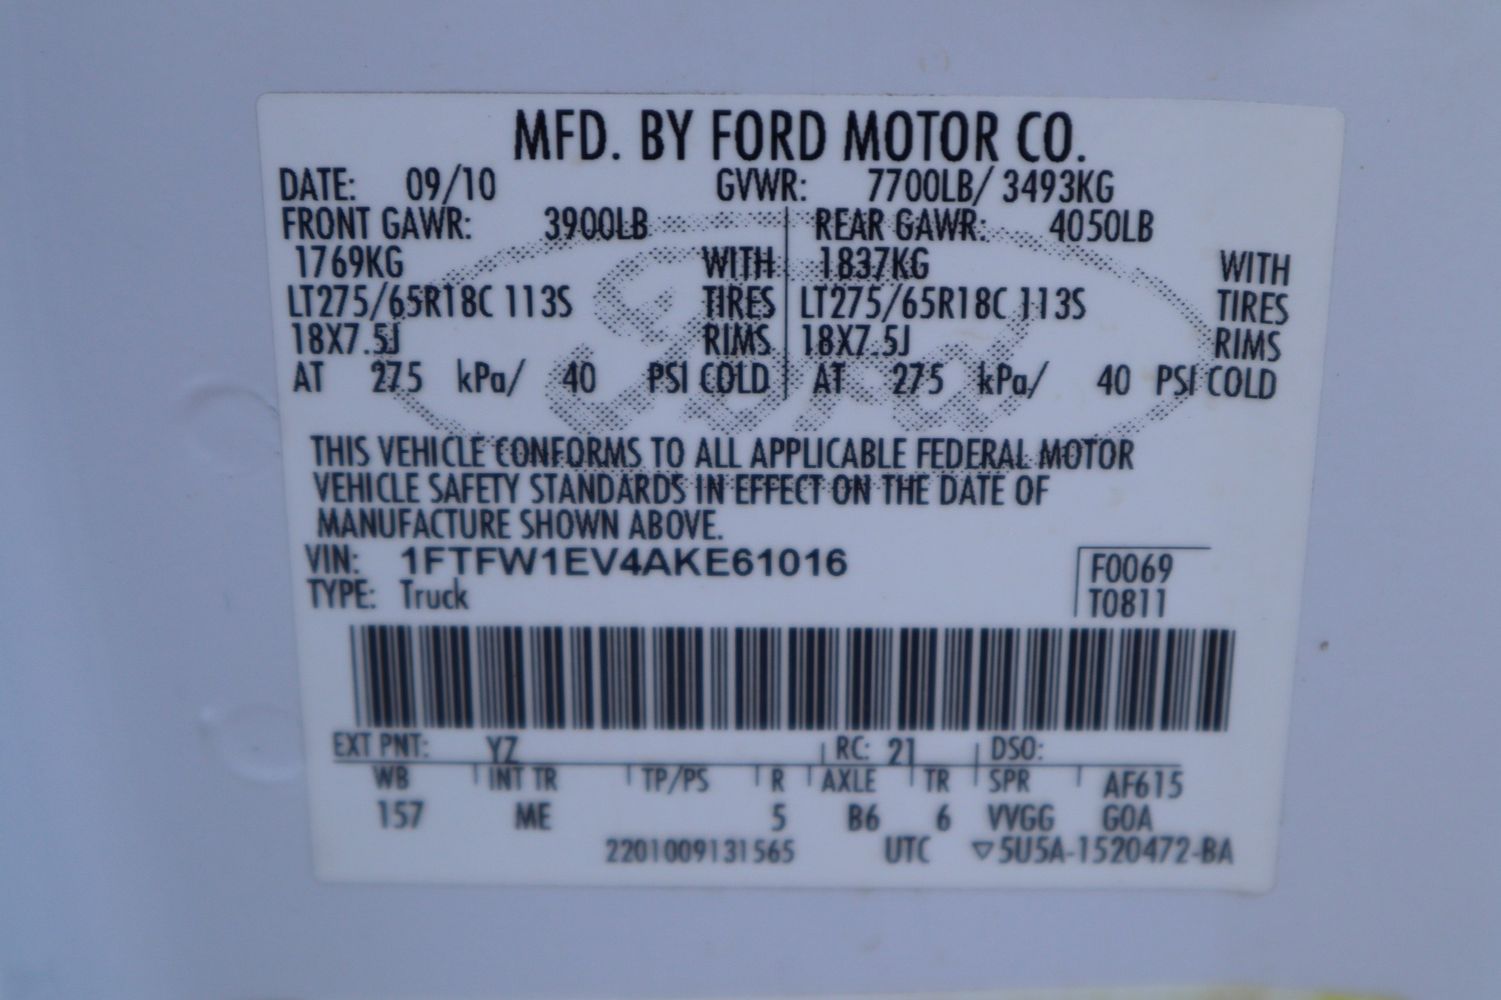 MFD. BY FORD MOTOR CO.
DATE: 09/10 GVWR: 7700LB/ 3493KG
FRONT GAWR: 3900LB REAR GAWR: 4050LB
1769KG WITH 1837KG WITH
LT275/65R18C 113S TIRES LT275/65R18C 113S TIRES
18X7.5J RIMS 18X7.5J RIMS
AT 275 kPa/ 40 PSI COLD AT 275 kPa/ 40 PSI COLD
Ford
THIS VEHICLE CONFORMS TO ALL APPLICABLE FEDERAL MOTOR
VEHICLE SAFETY STANDARDS IN EFFECT ON THE DATE OF
MANUFACTURE SHOWN ABOVE.
VIN: 1FTFW1EV4AKE61016 F0069
TYPE: Truck T0811
EXT PNT: YZ RC: 21 DSO:
WB INT TR TP/PS R AXLE TR SPR AF615
157 ME 5 B6 6 VVGG GOA
2201009131565 UTC ▽5U5A-1520472-BA